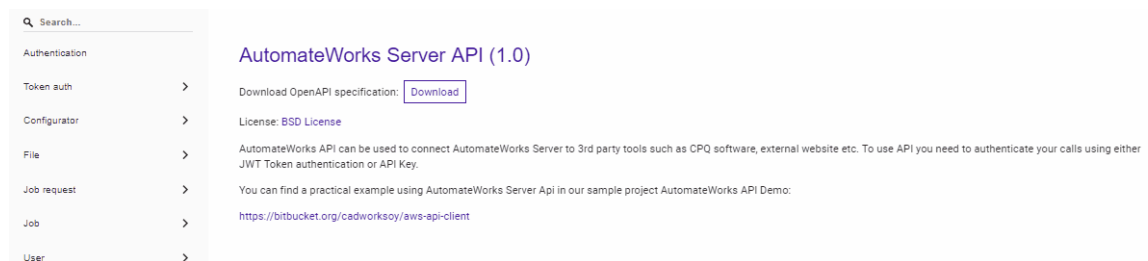 Search...
Authentication
Token auth
Configurator
File
Job request
Job
User
AutomateWorks Server API (1.0)
Download OpenAPI specification: Download
License: BSD License
AutomateWorks API can be used to connect AutomateWorks Server to 3rd party tools such as CPQ software, external website etc. To use API you need to authenticate your calls using either
JWT Token authentication or API Key.
You can find a practical example using AutomateWorks Server Api in our sample project AutomateWorks API Demo:
https://bitbucket.org/cadworksoy/aws-api-client